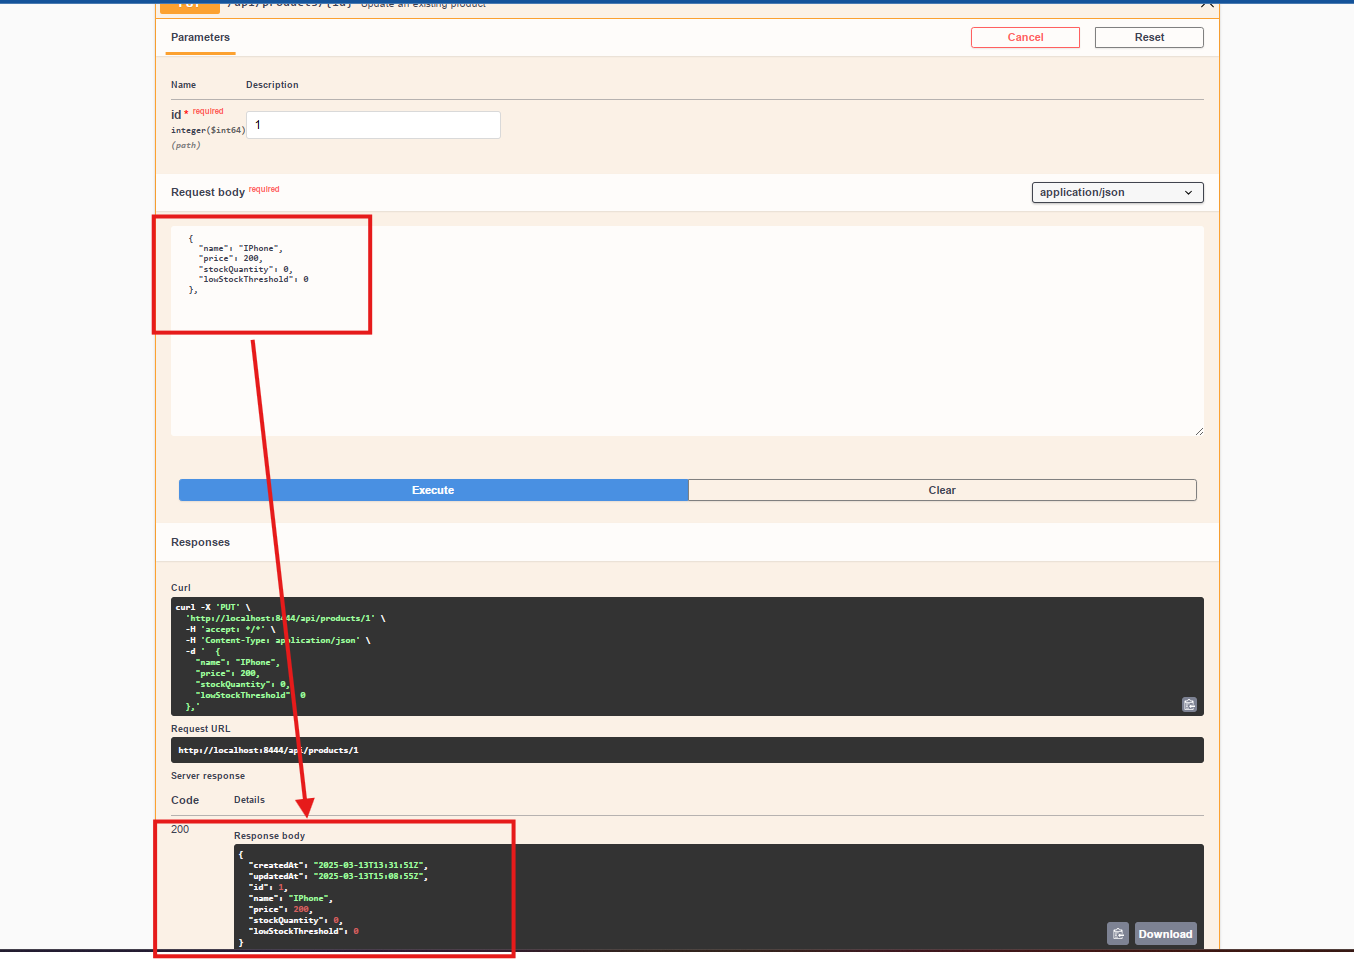 PUT /api/products/{id} Update an existing product
Parameters
Cancel
Reset
Name Description
id * required
integer($int64)
(path)
1
Request body required
application/json
{
"name": "IPhone",
"price": 200,
"stockQuantity": 0,
"lowStockThreshold": 0
},
Execute
Clear
Responses
Curl
curl -X 'PUT' \
'http://localhost:8444/api/products/1' \
-H 'accept: */*' \
-H 'Content-Type: application/json' \
-d ' {
"name": "IPhone",
"price": 200,
"stockQuantity": 0,
"lowStockThreshold": 0
},'
Request URL
http://localhost:8444/api/products/1
Server response
Code Details
200
Response body
{
"createdAt": "2025-03-13T13:31:51Z",
"updatedAt": "2025-03-13T15:08:55Z",
"id": 1,
"name": "IPhone",
"price": 200,
"stockQuantity": 0,
"lowStockThreshold": 0
}
Download